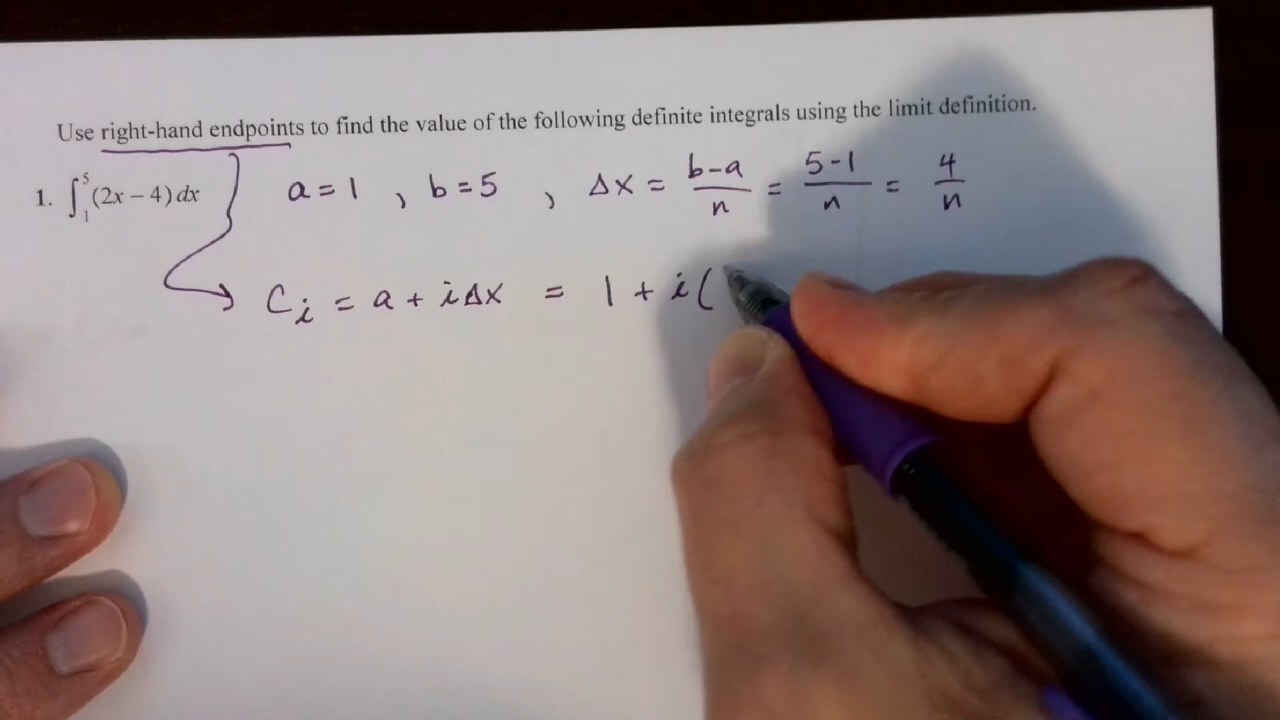 Use right-hand endpoints to find the value of the following definite integrals using the limit definition.
1. ∫₁⁵ (2x – 4) dx a = 1 , b = 5 , Δx = b-a/n = 5-1/n = 4/n
Cᵢ = a + iΔx = 1 + i(